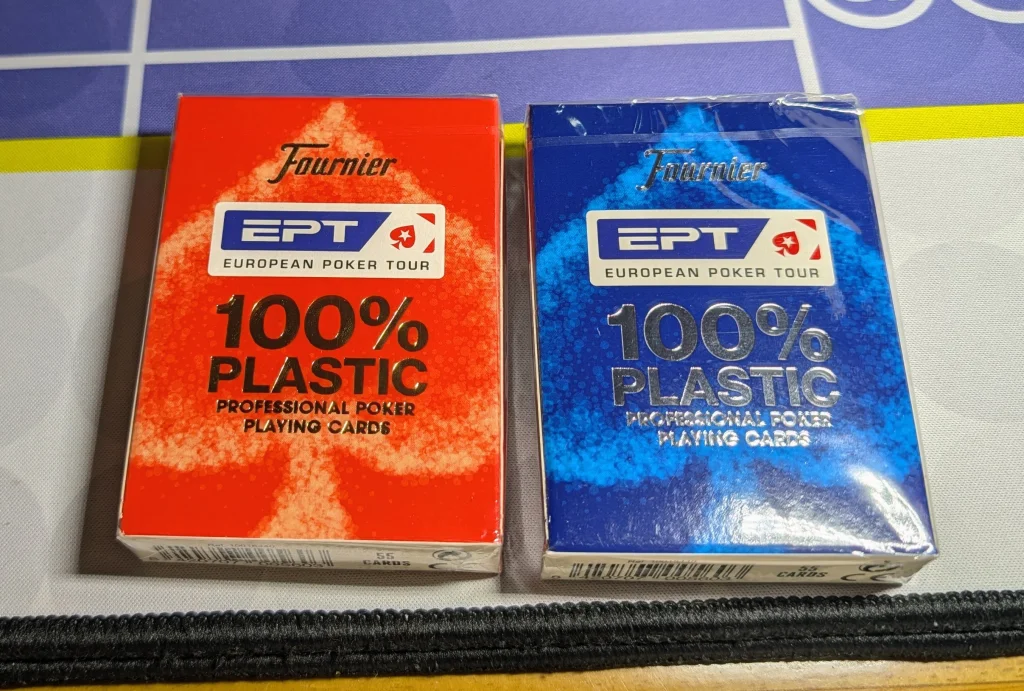 Fournier
EPT
EUROPEAN POKER TOUR
100%
PLASTIC
PROFESSIONAL POKER
PLAYING CARDS
55
CARDS
Fournier
EPT
EUROPEAN POKER TOUR
100%
PLASTIC
PROFESSIONAL POKER
PLAYING CARDS
55
CARDS